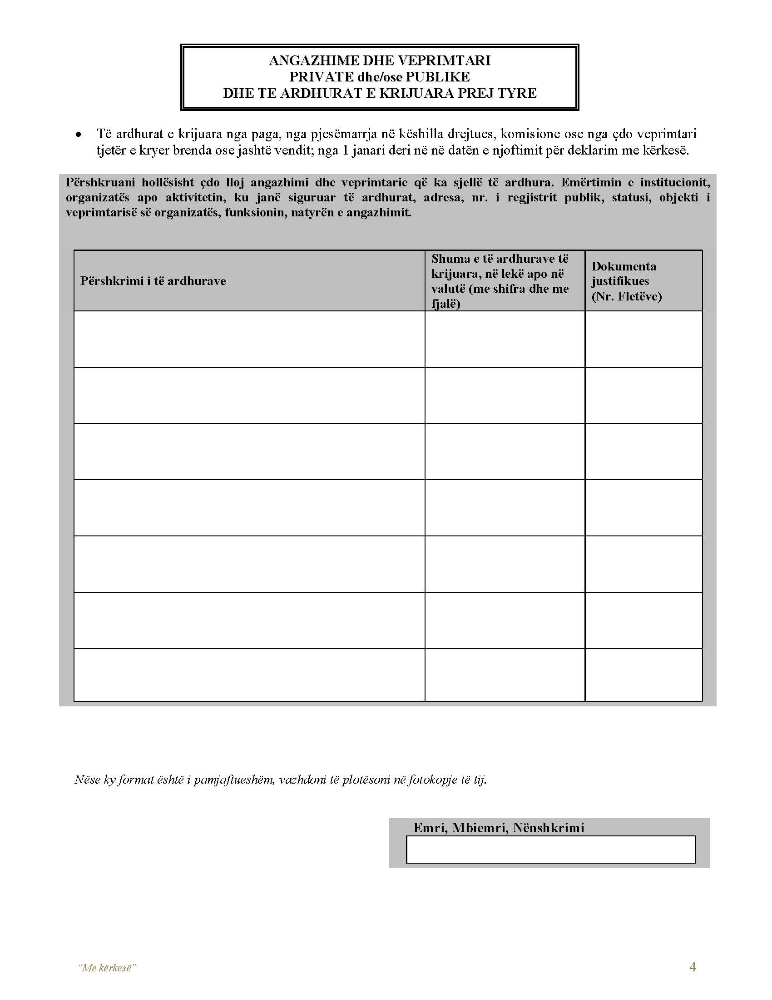 ANGAZHIME DHE VEPRIMTARI
PRIVATE dhe/ose PUBLIKE
DHE TE ARDHURAT E KRIJUARA PREJ TYRE
• Të ardhurat e krijuara nga paga, nga pjesëmarrja në këshilla drejtues, komisione ose nga çdo veprimtari
tjetër e kryer brenda ose jashtë vendit; nga 1 janari deri në në datën e njoftimit për deklarim me kërkesë.
Përshkruani hollësisht çdo lloj angazhimi dhe veprimtarie që ka sjellë të ardhura. Emërtimin e institucionit,
organizatës apo aktivitetin, ku janë siguruar të ardhurat, adresa, nr. i regjistrit publik, statusi, objekti i
veprimtarisë së organizatës, funksionin, natyrën e angazhimit.
Përshkrimi i të ardhurave
Shuma e të ardhurave të
krijuara, në lekë apo në
valutë (me shifra dhe me
fjalë)
Dokumenta
justifikues
(Nr. Fletëve)
Nëse ky format është i pamjaftueshëm, vazhdoni të plotësoni në fotokopje të tij.
Emri, Mbiemri, Nënshkrimi
“Me kërkesë”
4